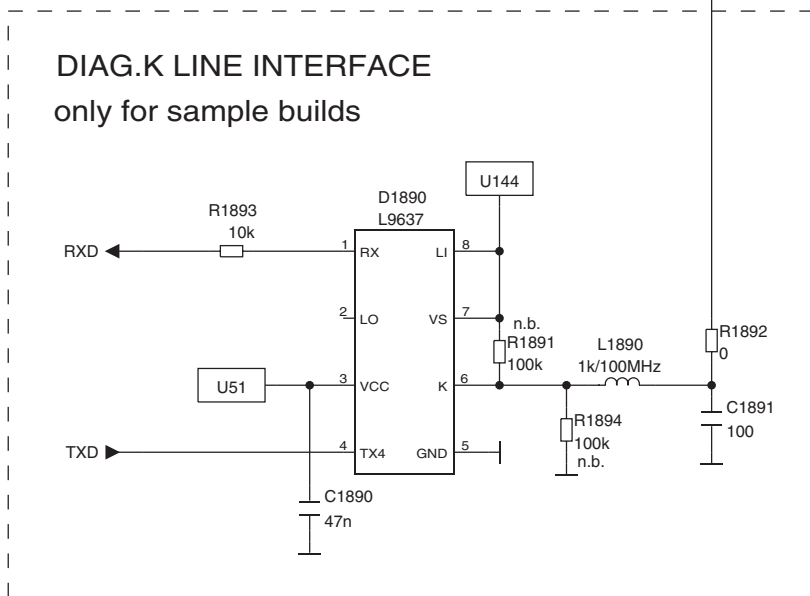 DIAG.K LINE INTERFACE
only for sample builds
U144
D1890
L9637
R1893
10k
RXD
1
RX
LI
8
2
LO
VS
7
n.b.
R1891
100k
L1890
1k/100MHz
R1892
0
U51
3
VCC
K
6
C1891
100
R1894
100k
n.b.
TXD
4
TX4
GND
5
C1890
47n